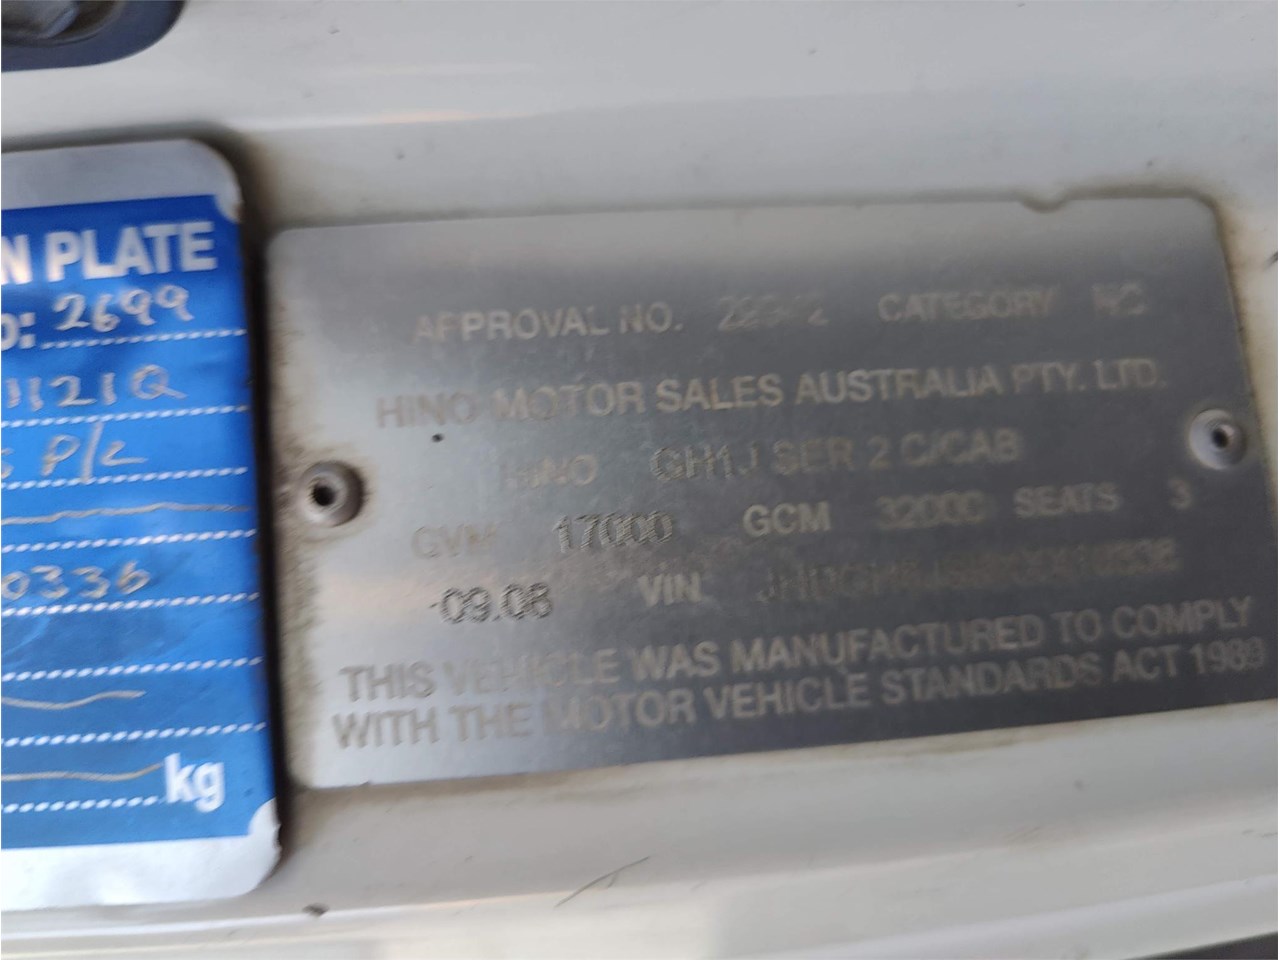 N PLATE
2699
1121Q
P/L
0336
kg
APPROVAL NO. CATEGORY NC
HINO MOTOR SALES AUSTRALIA PTY. LTD.
HINO GH1J SER 2 C/CAB
GVM 17000 GCM 32000 SEATS 3
09.08 VIN
THIS VEHICLE WAS MANUFACTURED TO COMPLY
WITH THE MOTOR VEHICLE STANDARDS ACT 1989